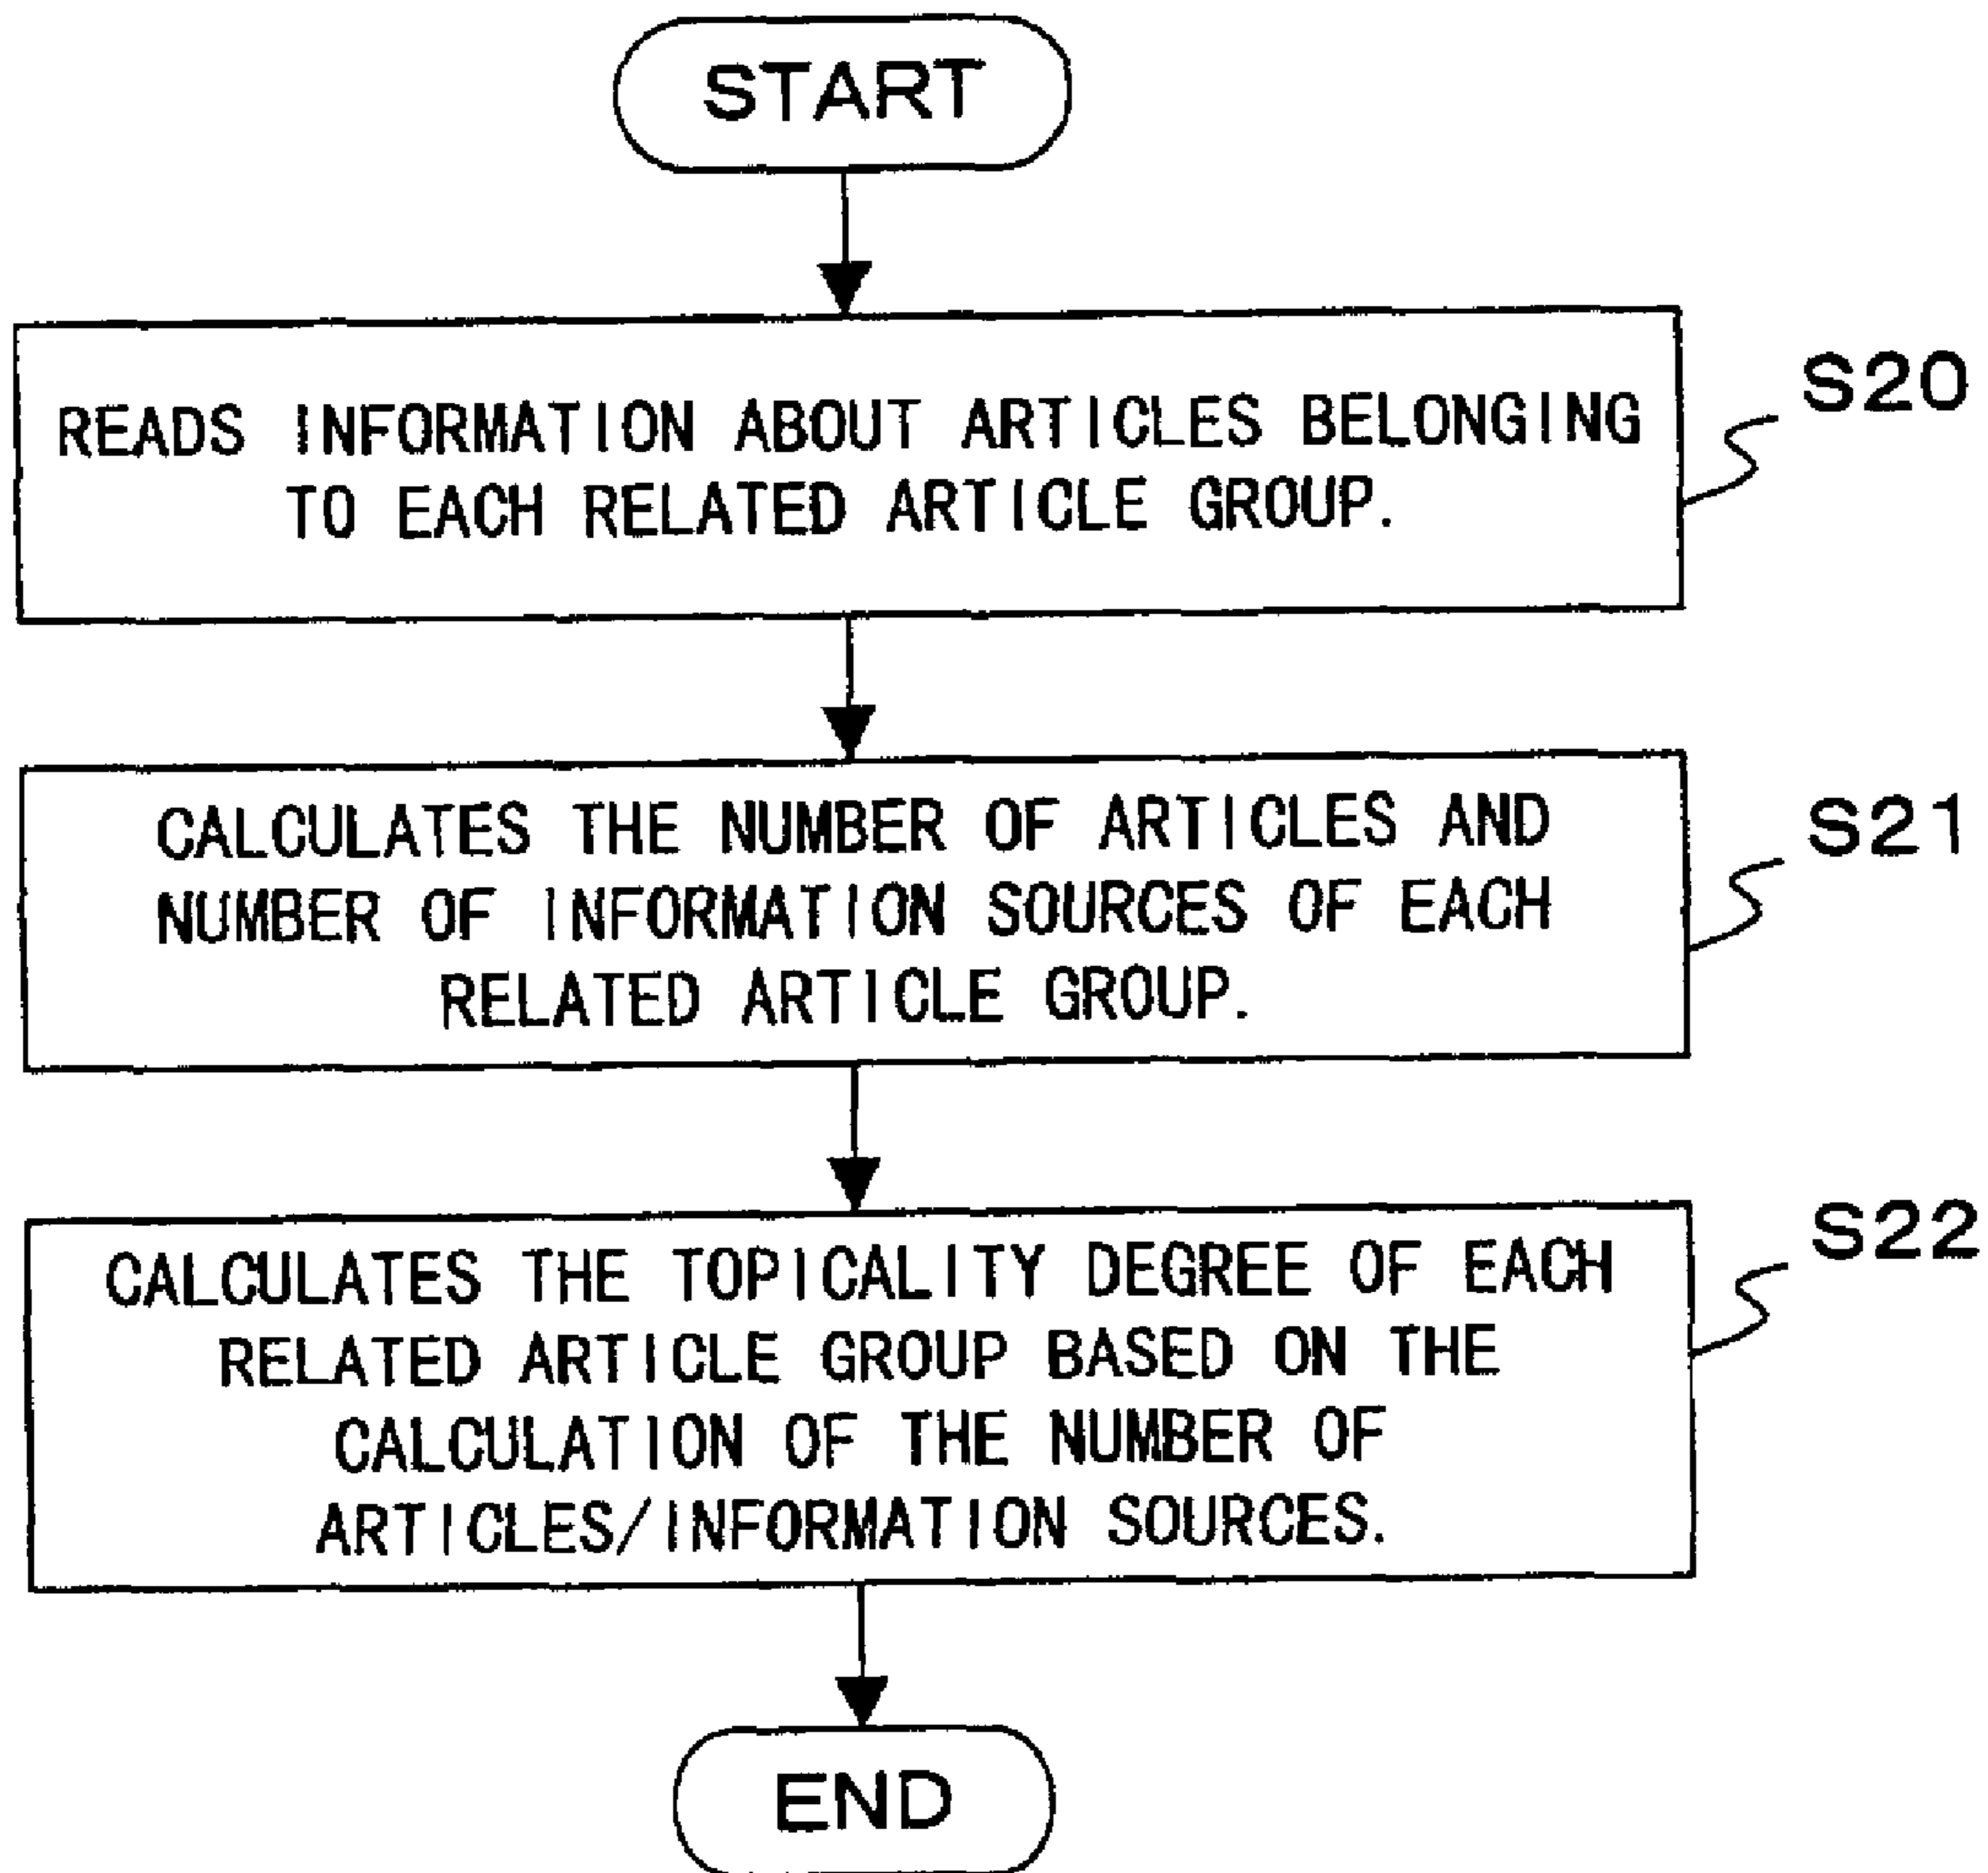 START
READS INFORMATION ABOUT ARTICLES BELONGING
TO EACH RELATED ARTICLE GROUP.
S20
CALCULATES THE NUMBER OF ARTICLES AND
NUMBER OF INFORMATION SOURCES OF EACH
RELATED ARTICLE GROUP.
S21
CALCULATES THE TOPICALITY DEGREE OF EACH
RELATED ARTICLE GROUP BASED ON THE
CALCULATION OF THE NUMBER OF
ARTICLES/INFORMATION SOURCES.
S22
END